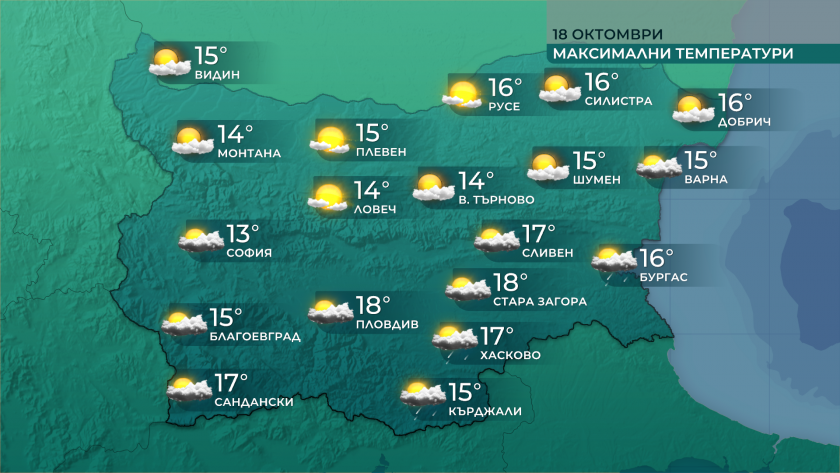 18 ОКТОМВРИ
МАКСИМАЛНИ ТЕМПЕРАТУРИ
15°
ВИДИН
16°
РУСЕ
16°
СИЛИСТРА
16°
ДОБРИЧ
14°
МОНТАНА
15°
ПЛЕВЕН
15°
ШУМЕН
15°
ВАРНА
14°
ЛОВЕЧ
14°
В. ТЪРНОВО
13°
СОФИЯ
17°
СЛИВЕН
16°
БУРГАС
18°
СТАРА ЗАГОРА
15°
БЛАГОЕВГРАД
18°
ПЛОВДИВ
17°
ХАСКОВО
17°
САНДАНСКИ
15°
КЪРДЖАЛИ